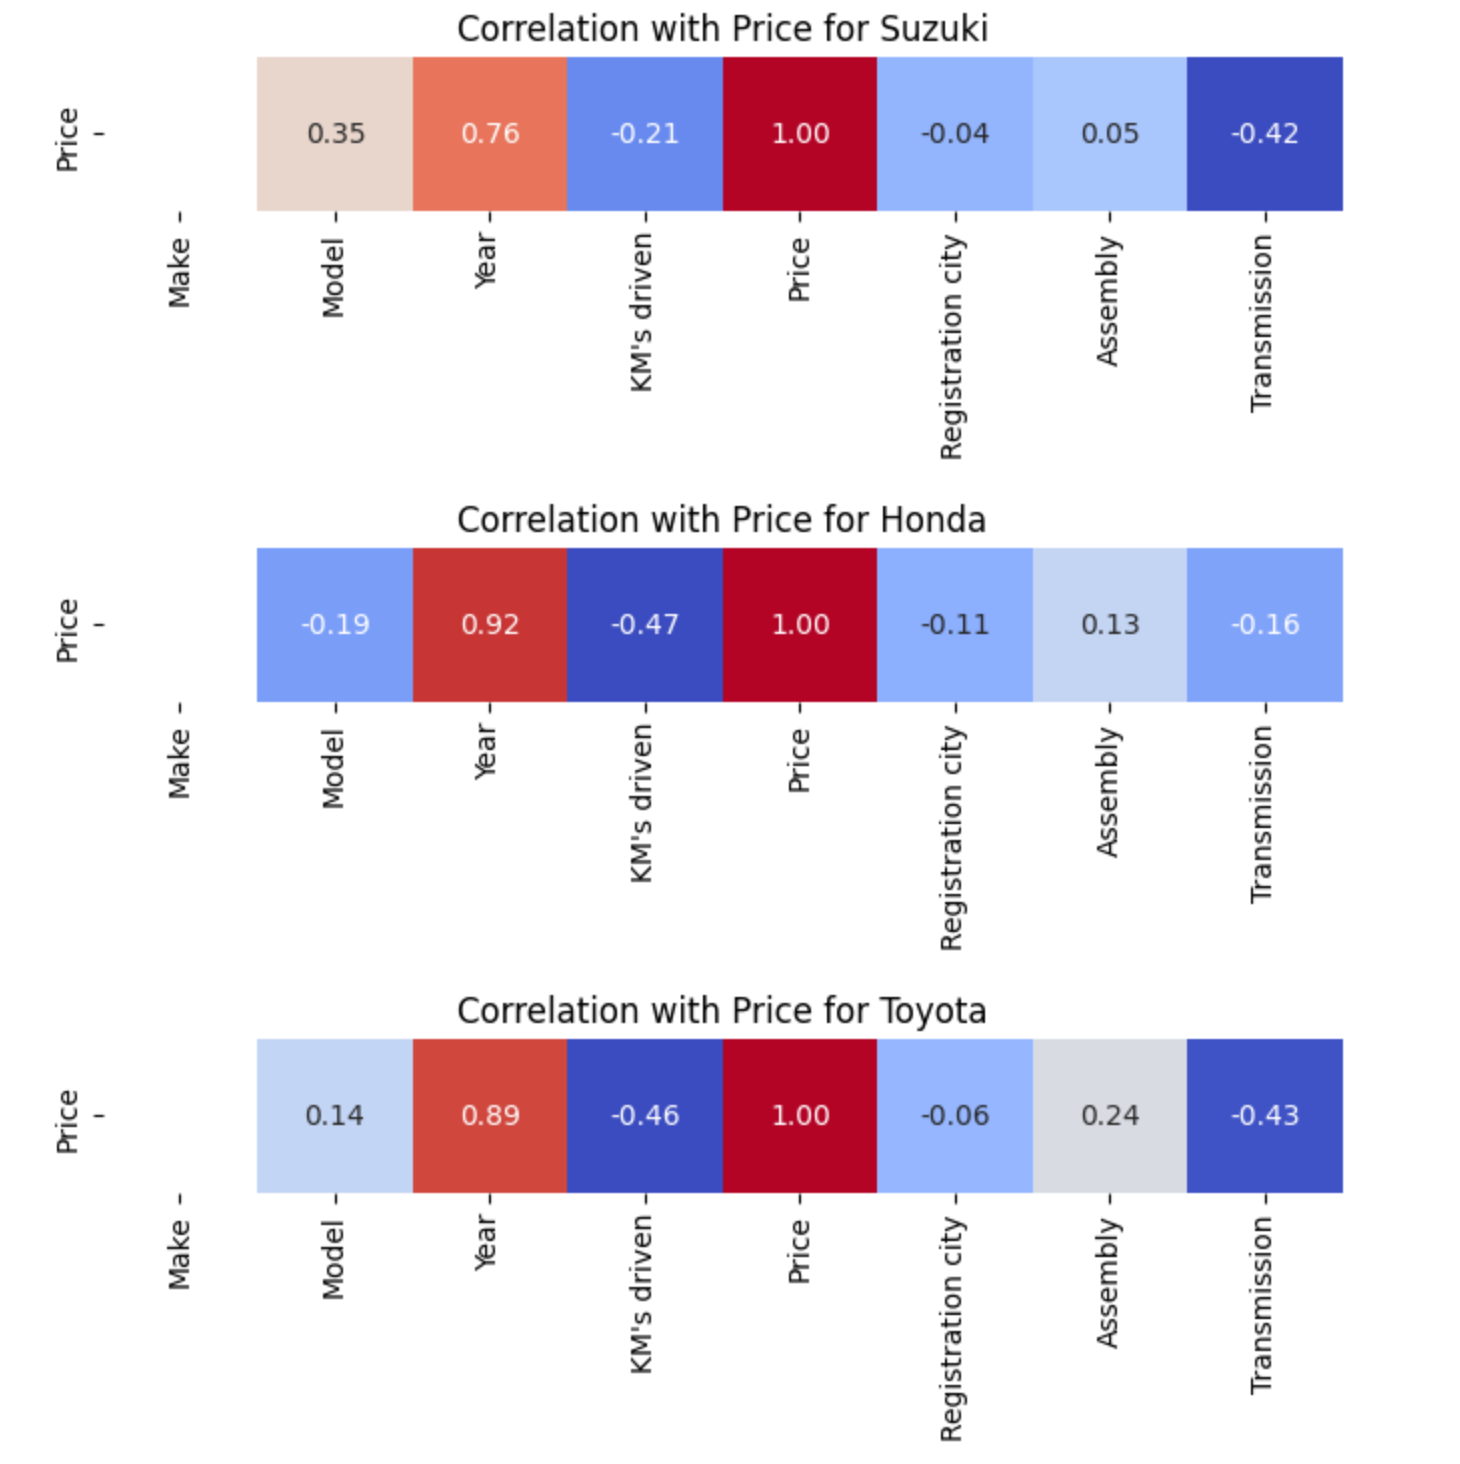 Correlation with Price for Suzuki
Price
0.35 0.76 -0.21 1.00 -0.04 0.05 -0.42
Make Model Year KM's driven Price Registration city Assembly Transmission
Correlation with Price for Honda
Price
-0.19 0.92 -0.47 1.00 -0.11 0.13 -0.16
Make Model Year KM's driven Price Registration city Assembly Transmission
Correlation with Price for Toyota
Price
0.14 0.89 -0.46 1.00 -0.06 0.24 -0.43
Make Model Year KM's driven Price Registration city Assembly Transmission